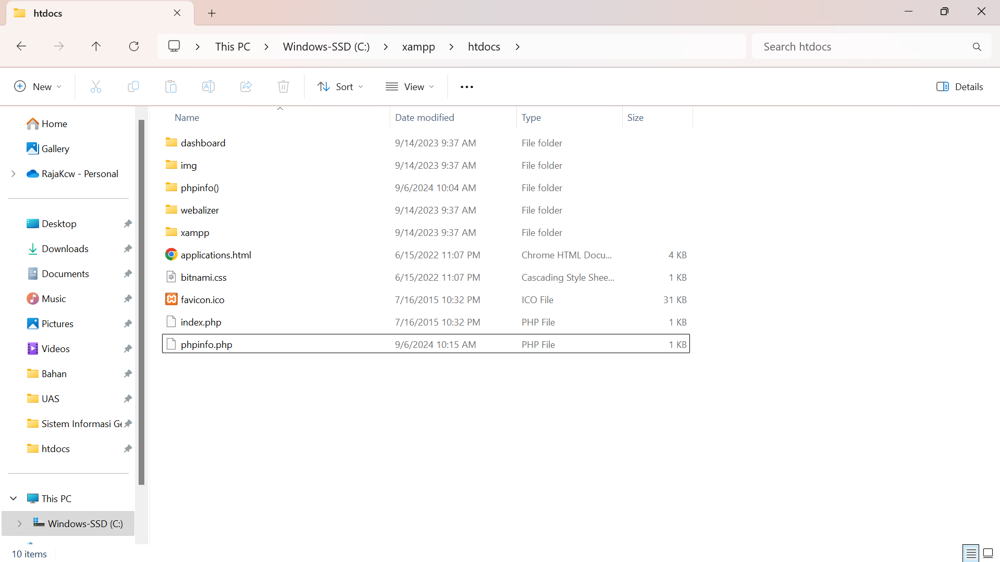 htdocs
This PC > Windows-SSD (C:) > xampp > htdocs >
Search htdocs
New
Sort
View
Details
Home
Gallery
RajaKcw - Personal
Desktop
Downloads
Documents
Music
Pictures
Videos
Bahan
UAS
Sistem Informasi Ge
htdocs
This PC
Windows-SSD (C:)
Name Date modified Type Size
dashboard 9/14/2023 9:37 AM File folder
img 9/14/2023 9:37 AM File folder
phpinfo() 9/6/2024 10:04 AM File folder
webalizer 9/14/2023 9:37 AM File folder
xampp 9/14/2023 9:37 AM File folder
applications.html 6/15/2022 11:07 PM Chrome HTML Docu... 4 KB
bitnami.css 6/15/2022 11:07 PM Cascading Style Shee... 1 KB
favicon.ico 7/16/2015 10:32 PM ICO File 31 KB
index.php 7/16/2015 10:32 PM PHP File 1 KB
phpinfo.php 9/6/2024 10:15 AM PHP File 1 KB
10 items